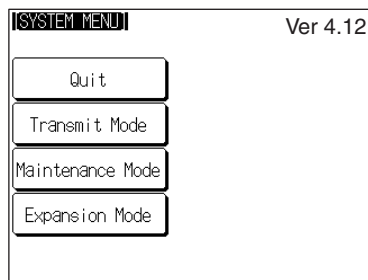 [SYSTEM MENU]
Ver 4.12
Quit
Transmit Mode
Maintenance Mode
Expansion Mode